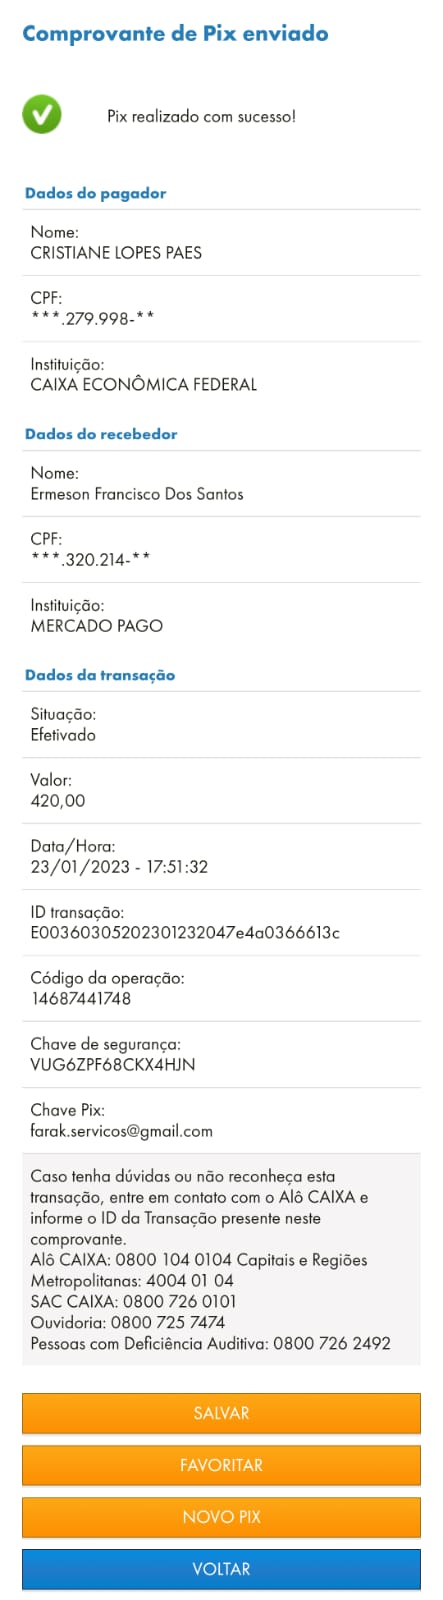 Comprovante de Pix enviado
Pix realizado com sucesso!
Dados do pagador
Nome:
CRISTIANE LOPES PAES
CPF:
***.279.998-**
Instituição:
CAIXA ECONÔMICA FEDERAL
Dados do recebedor
Nome:
Ermeson Francisco Dos Santos
CPF:
***.320.214-**
Instituição:
MERCADO PAGO
Dados da transação
Situação:
Efetivado
Valor:
420,00
Data/Hora:
23/01/2023 - 17:51:32
ID transação:
E00360305202301232047e4a0366613c
Código da operação:
14687441748
Chave de segurança:
VUG6ZPF68CKX4HJN
Chave Pix:
farak.servicos@gmail.com
Caso tenha dúvidas ou não reconheça esta
transação, entre em contato com o Alô CAIXA e
informe o ID da Transação presente neste
comprovante.
Alô CAIXA: 0800 104 0104 Capitais e Regiões
Metropolitanas: 4004 01 04
SAC CAIXA: 0800 726 0101
Ouvidoria: 0800 725 7474
Pessoas com Deficiência Auditiva: 0800 726 2492
SALVAR
FAVORITAR
NOVO PIX
VOLTAR